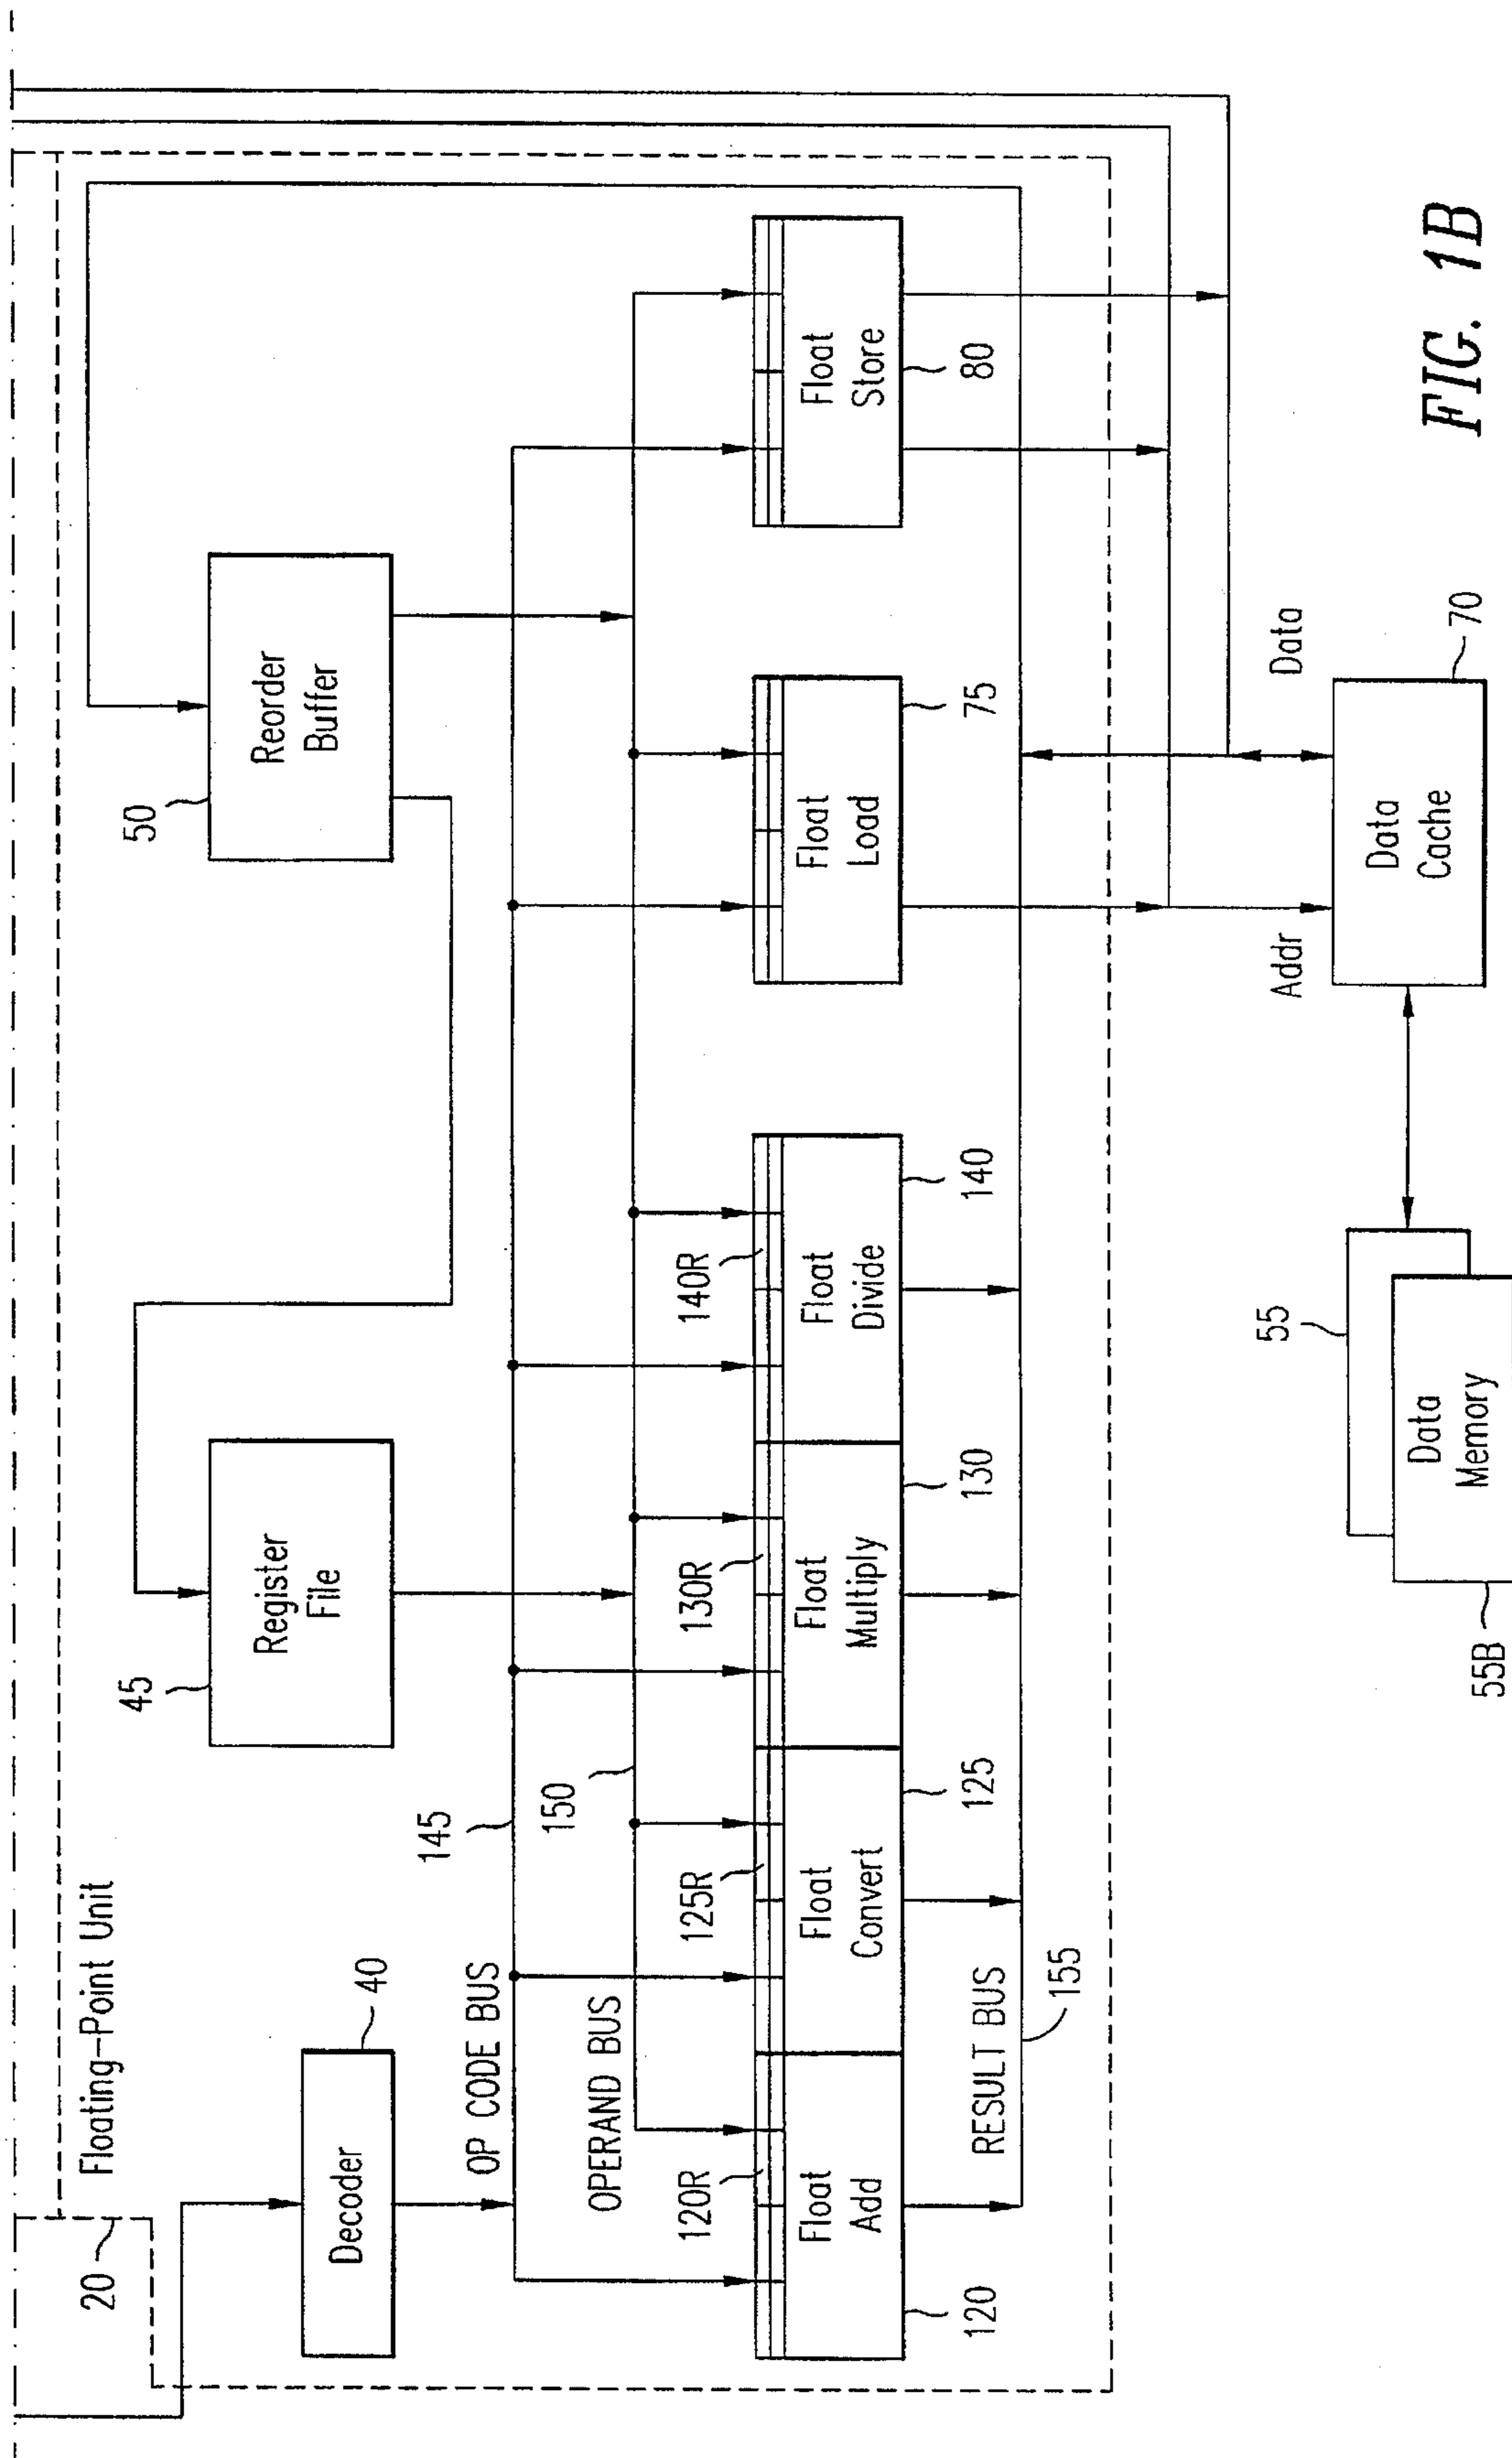 20
Floating-Point Unit
Decoder
40
45
Register
File
50
Reorder
Buffer
OP CODE BUS
145
OPERAND BUS
150
120R
125R
130R
140R
Float
Add
Float
Convert
Float
Multiply
Float
Divide
Float
Load
Float
Store
120
125
130
140
75
80
RESULT BUS
155
Addr
Data
55
55B
Data
Memory
Data
Cache
70
FIG. 1B